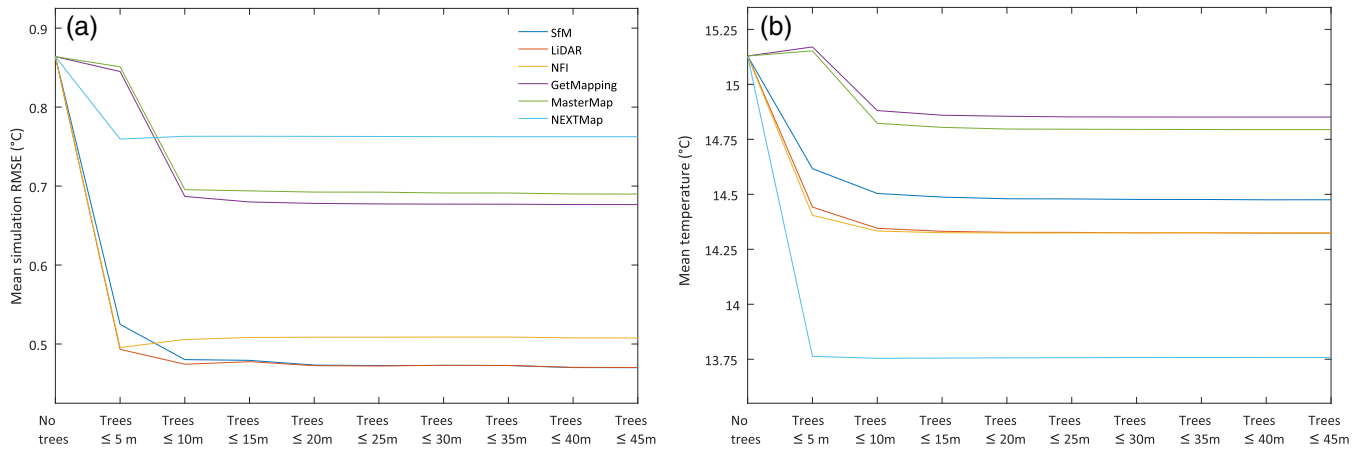 (a)
Mean simulation RMSE (°C)
0.9
0.8
0.7
0.6
0.5
SfM
LiDAR
NFI
GetMapping
MasterMap
NEXTMap
No trees
Trees ≤ 5 m
Trees ≤ 10m
Trees ≤ 15m
Trees ≤ 20m
Trees ≤ 25m
Trees ≤ 30m
Trees ≤ 35m
Trees ≤ 40m
Trees ≤ 45m
(b)
Mean temperature (°C)
15.25
15
14.75
14.5
14.25
14
13.75
No trees
Trees ≤ 5 m
Trees ≤ 10m
Trees ≤ 15m
Trees ≤ 20m
Trees ≤ 25m
Trees ≤ 30m
Trees ≤ 35m
Trees ≤ 40m
Trees ≤ 45m